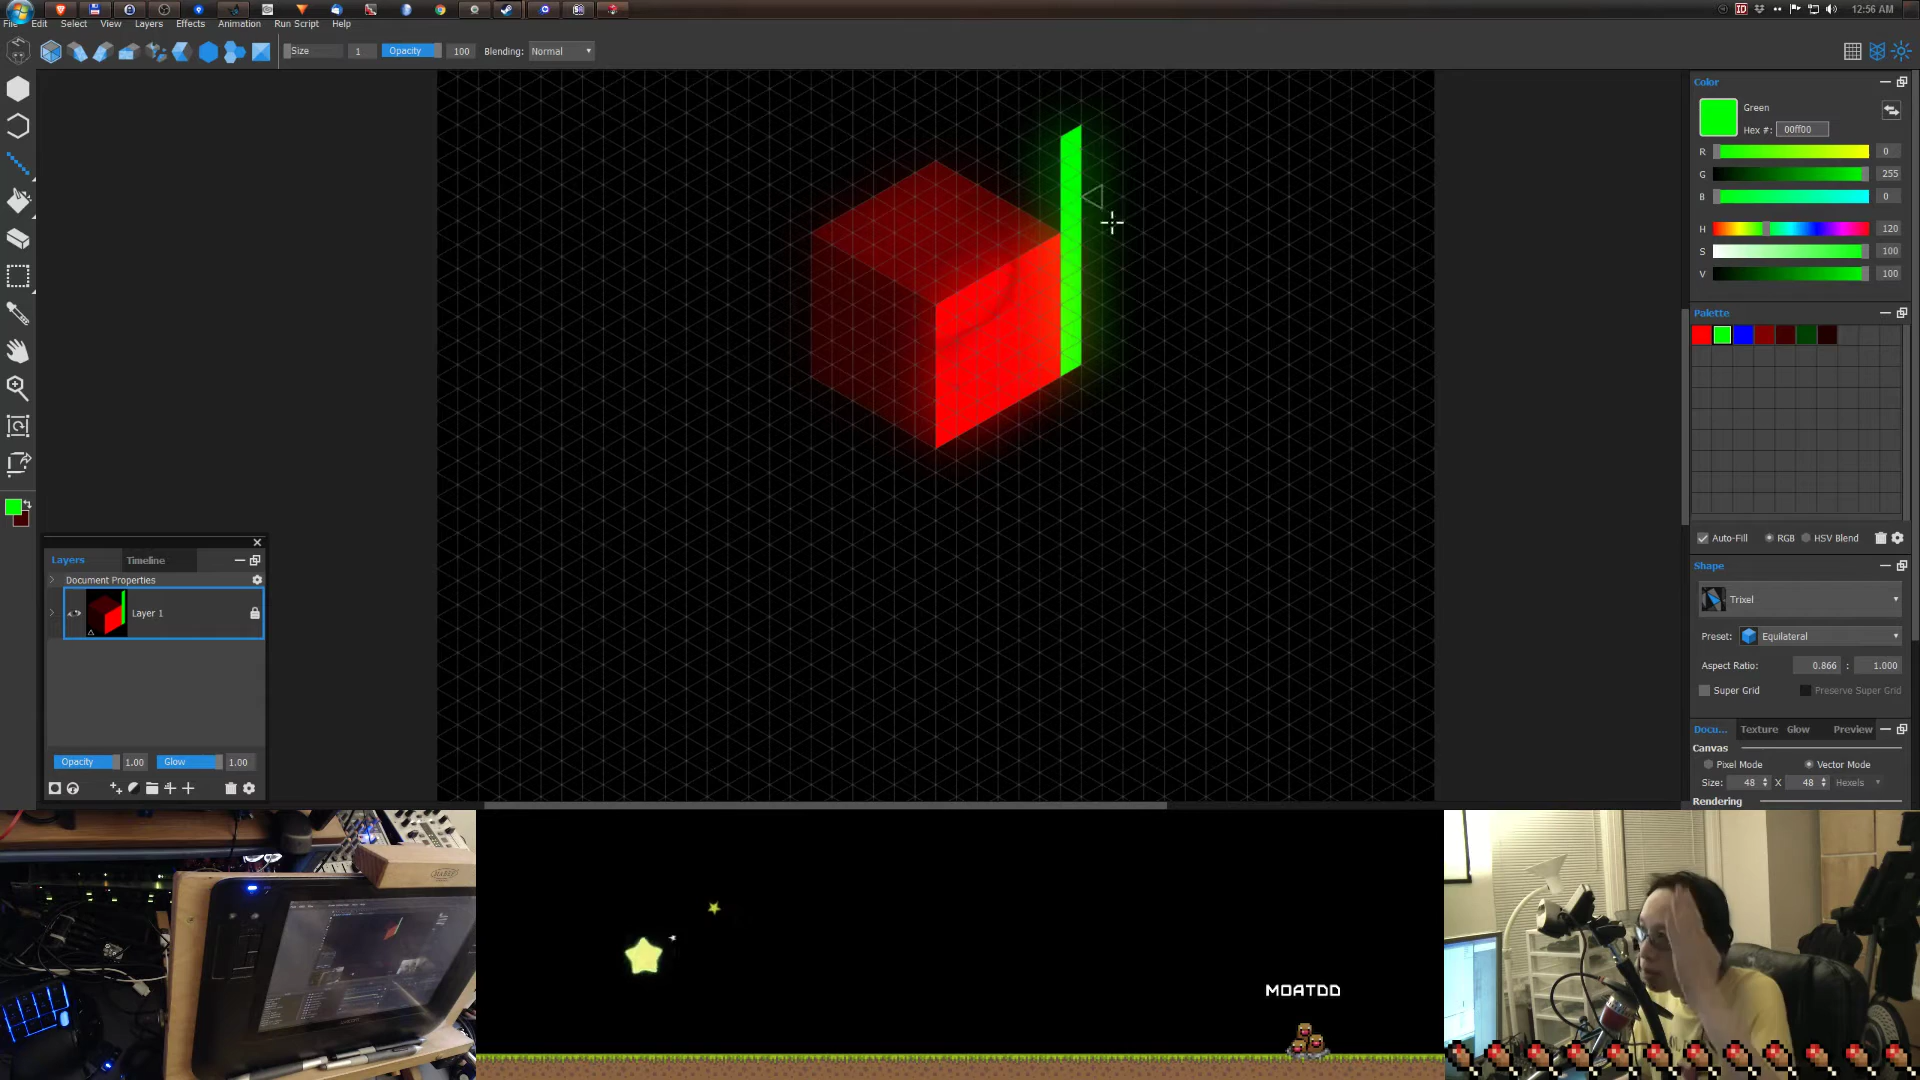 12:56 AM
File Edit Select View Layers Effects Animation Run Script Help
Size 1 Opacity 100 Blending: Normal
Color
Green
Hex #: 00ff00
R 0
G 255
B 0
H 120
S 100
V 100
Palette
Auto-Fill RGB HSV Blend
Shape
Trixel
Preset: Equilateral
Aspect Ratio: 0.866 : 1.000
Super Grid Preserve Super Grid
Docu... Texture Glow Preview
Canvas
Pixel Mode Vector Mode
Size: 48 X 48 Hexels
Rendering
Layers Timeline
Document Properties
Layer 1
Opacity 1.00 Glow 1.00
MOATDD